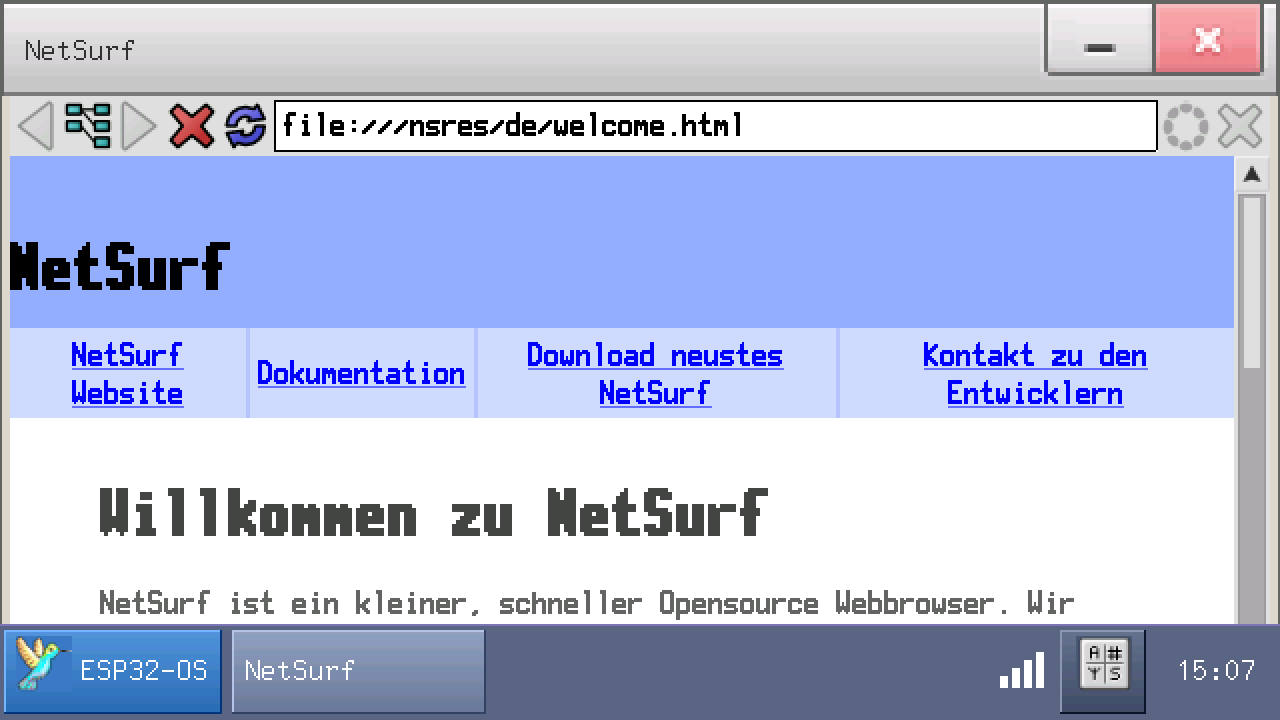 NetSurf
file:///nsres/de/welcome.html
NetSurf
NetSurf Website
Dokumentation
Download neustes NetSurf
Kontakt zu den Entwicklern
Willkommen zu NetSurf
NetSurf ist ein kleiner, schneller Opensource Webbrowser. Wir
ESP32-OS
NetSurf
A#
YS
15:07